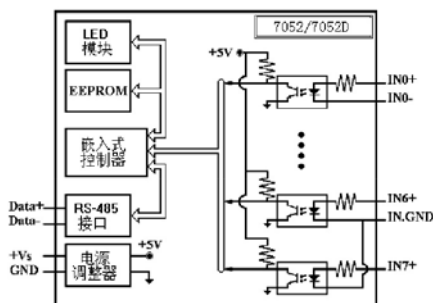 7052/7052D
LED
模块
EEPROM
嵌入式
控制器
RS-485
接口
电源
调整器
Data+
Data-
+Vs
GND
+5V
+5V
IN0+
IN0-
IN6+
IN.GND
IN7+